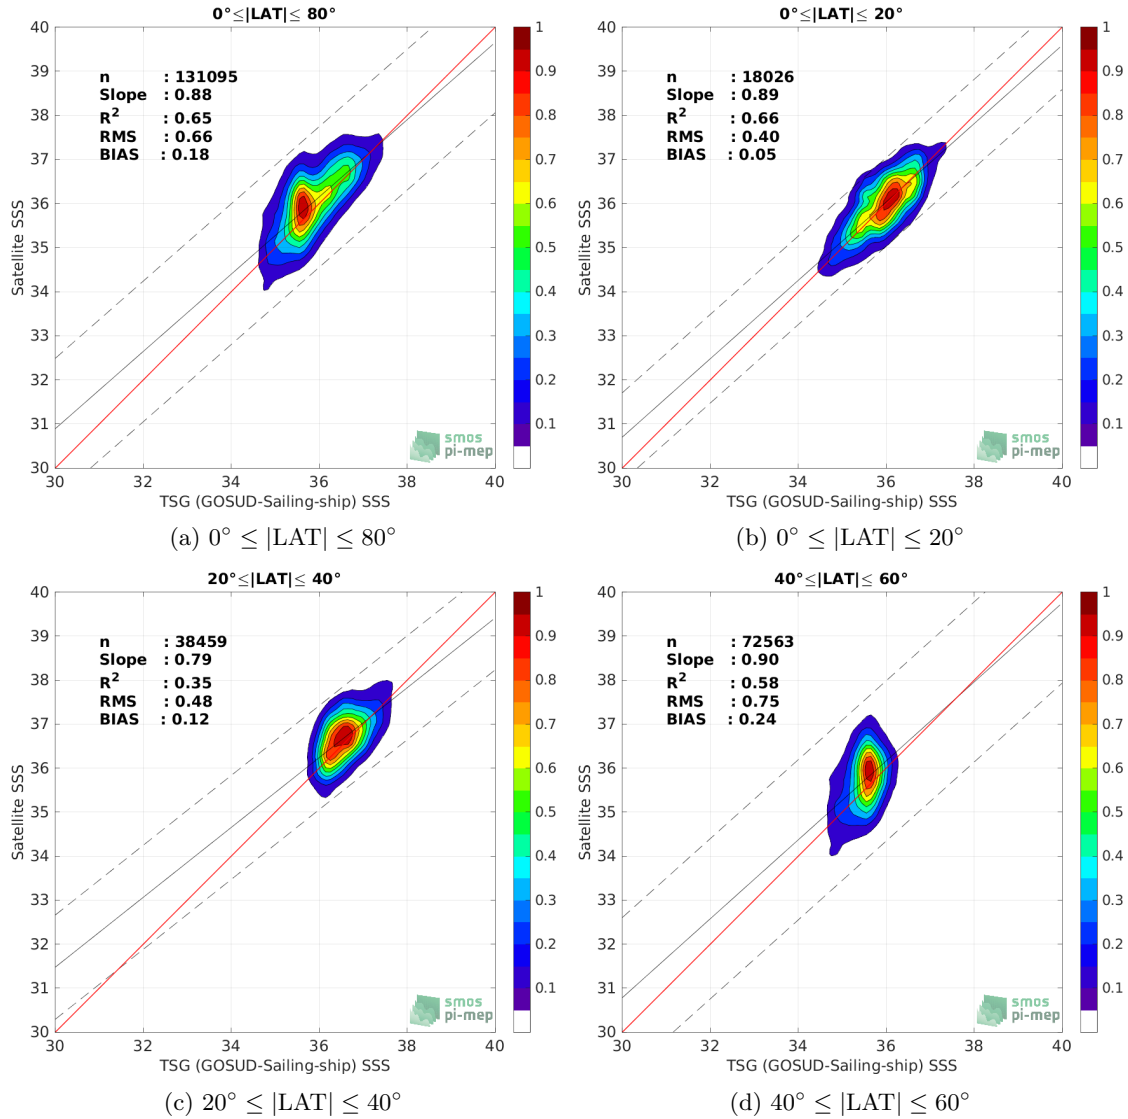 0°≤|LAT|≤ 80°
40
39
38
37
36
35
34
33
32
31
30
Satellite SSS
n : 131095
Slope : 0.88
R² : 0.65
RMS : 0.66
BIAS : 0.18
smos
pi-mep
30 32 34 36 38 40
TSG (GOSUD-Sailing-ship) SSS
1
0.9
0.8
0.7
0.6
0.5
0.4
0.3
0.2
0.1
(a) 0° ≤ |LAT| ≤ 80°
0°≤|LAT|≤ 20°
40
39
38
37
36
35
34
33
32
31
30
Satellite SSS
n : 18026
Slope : 0.89
R² : 0.66
RMS : 0.40
BIAS : 0.05
smos
pi-mep
30 32 34 36 38 40
TSG (GOSUD-Sailing-ship) SSS
1
0.9
0.8
0.7
0.6
0.5
0.4
0.3
0.2
0.1
(b) 0° ≤ |LAT| ≤ 20°
20°≤|LAT|≤ 40°
40
39
38
37
36
35
34
33
32
31
30
Satellite SSS
n : 38459
Slope : 0.79
R² : 0.35
RMS : 0.48
BIAS : 0.12
smos
pi-mep
30 32 34 36 38 40
TSG (GOSUD-Sailing-ship) SSS
1
0.9
0.8
0.7
0.6
0.5
0.4
0.3
0.2
0.1
(c) 20° ≤ |LAT| ≤ 40°
40°≤|LAT|≤ 60°
40
39
38
37
36
35
34
33
32
31
30
Satellite SSS
n : 72563
Slope : 0.90
R² : 0.58
RMS : 0.75
BIAS : 0.24
smos
pi-mep
30 32 34 36 38 40
TSG (GOSUD-Sailing-ship) SSS
1
0.9
0.8
0.7
0.6
0.5
0.4
0.3
0.2
0.1
(d) 40° ≤ |LAT| ≤ 60°